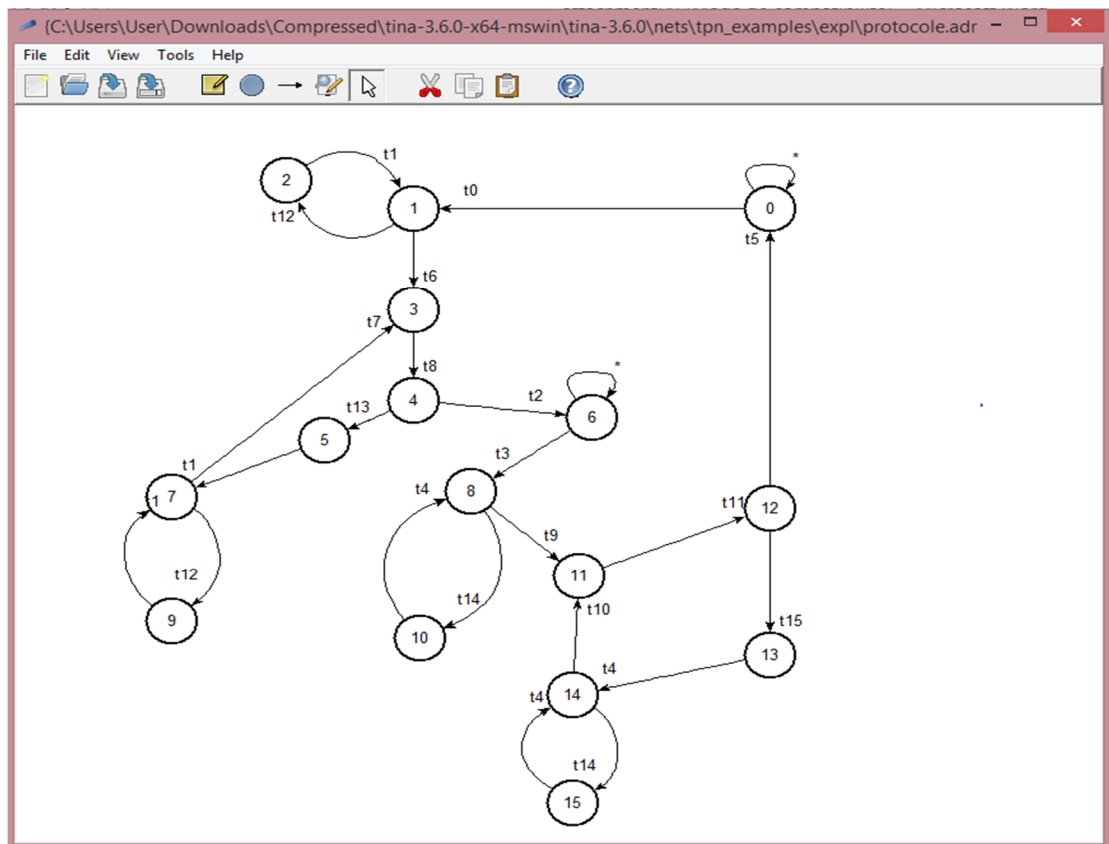 {C:\Users\User\Downloads\Compressed\tina-3.6.0-x64-mswin\tina-3.6.0\nets\tpn_examples\expl\protocole.adr
File Edit View Tools Help
t1
*
2
t0
1
0
t12
t5
t6
3
t7
t8
*
4
t2
6
t13
5
t3
t1
t4
8
1 7
t11
12
t9
11
t12
t14
t10
t15
9
10
13
t4
t4
14
t14
15